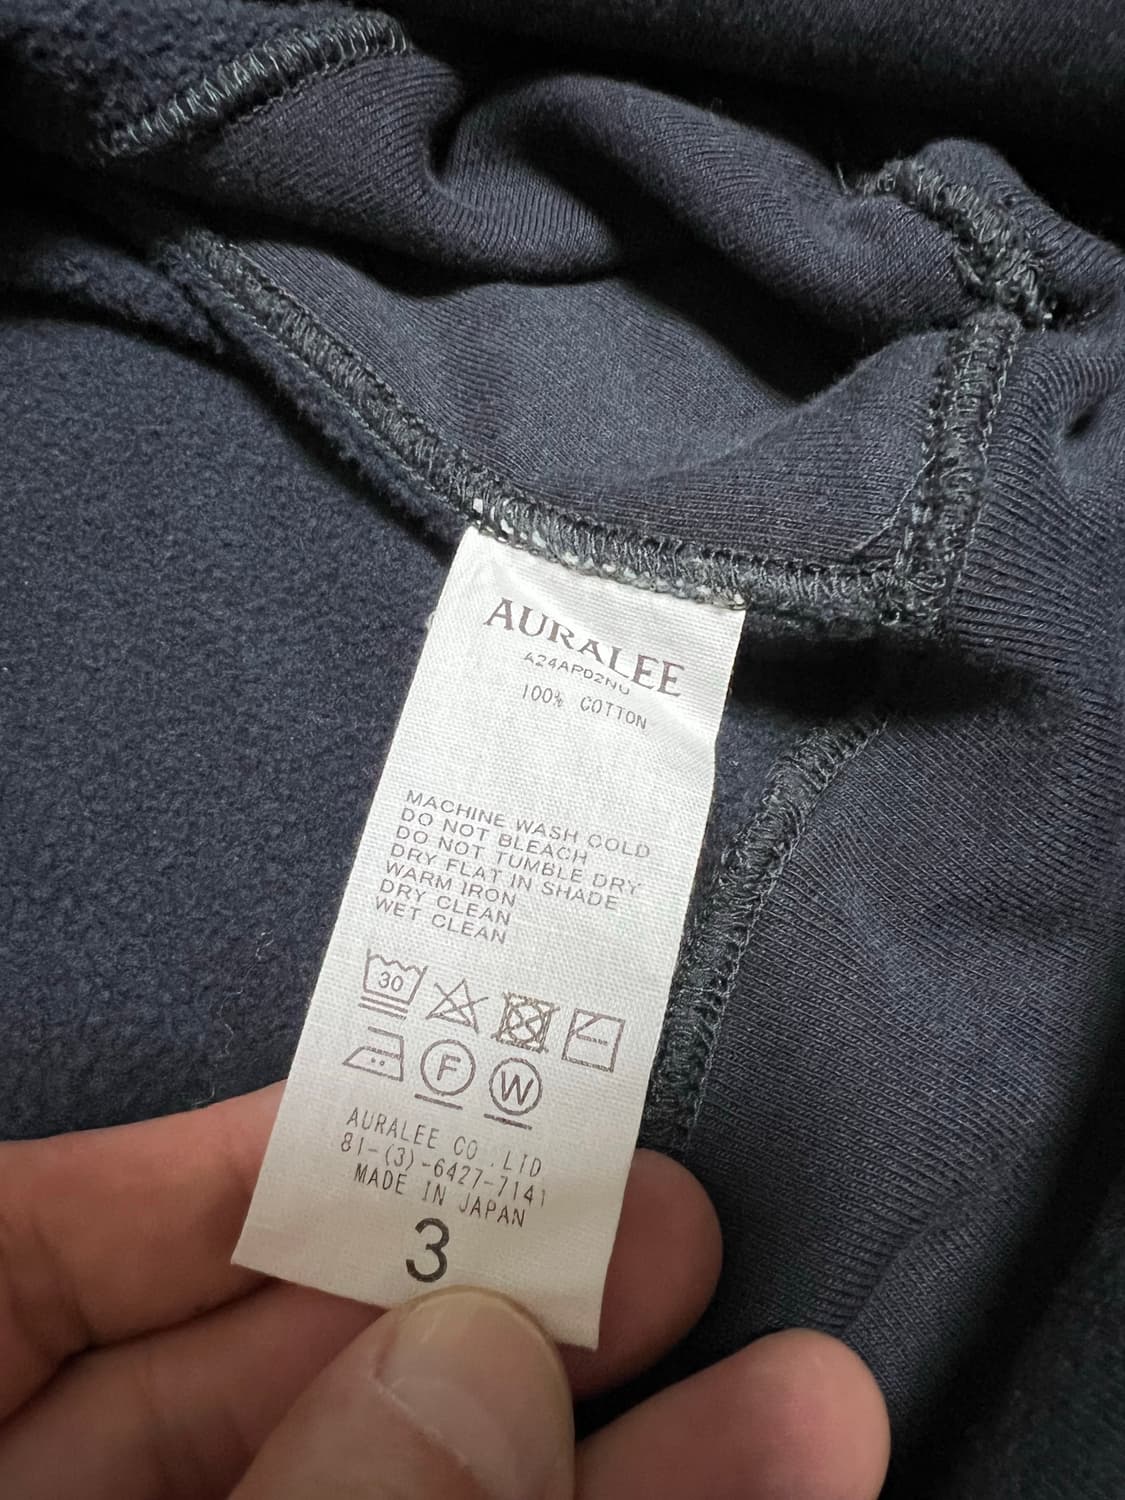 AURALEE
A24AP02NU
100% COTTON
MACHINE WASH COLD
DO NOT BLEACH
DO NOT TUMBLE DRY
DRY FLAT IN SHADE
WARM IRON
DRY CLEAN
WET CLEAN
30
F W
AURALEE CO.LTD
81-(3)-6427-7141
MADE IN JAPAN
3